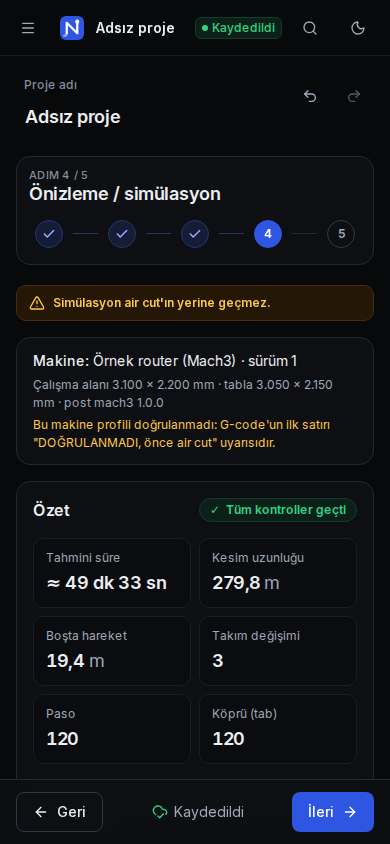 Adsız proje
Kaydedildi
Proje adı
Adsız proje
ADIM 4 / 5
Önizleme / simülasyon
4
5
Simülasyon air cut'ın yerine geçmez.
Makine: Örnek router (Mach3) · sürüm 1
Çalışma alanı 3.100 × 2.200 mm · tabla 3.050 × 2.150
mm · post mach3 1.0.0
Bu makine profili doğrulanmadı: G-code'un ilk satırı
"DOĞRULANMADI, önce air cut" uyarısıdır.
Özet
✓ Tüm kontroller geçti
Tahmini süre
≈ 49 dk 33 sn
Kesim uzunluğu
279,8 m
Boşta hareket
19,4 m
Takım değişimi
3
Paso
120
Köprü (tab)
120
Geri
Kaydedildi
İleri